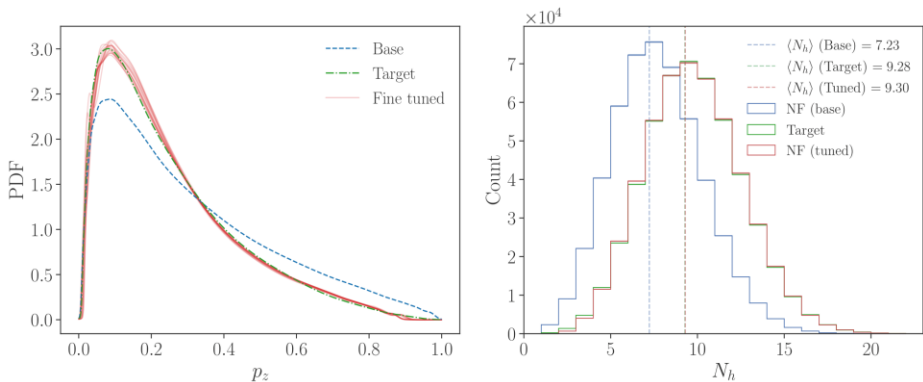 3.0
2.5
2.0
1.5
1.0
0.5
0.0
PDF
0.0 0.2 0.4 0.6 0.8 1.0
p_z
Base
Target
Fine tuned
×10⁴
7
6
5
4
3
2
1
0
Count
5 10 15 20
N_h
⟨N_h⟩ (Base) = 7.23
⟨N_h⟩ (Target) = 9.28
⟨N_h⟩ (Tuned) = 9.30
NF (base)
Target
NF (tuned)